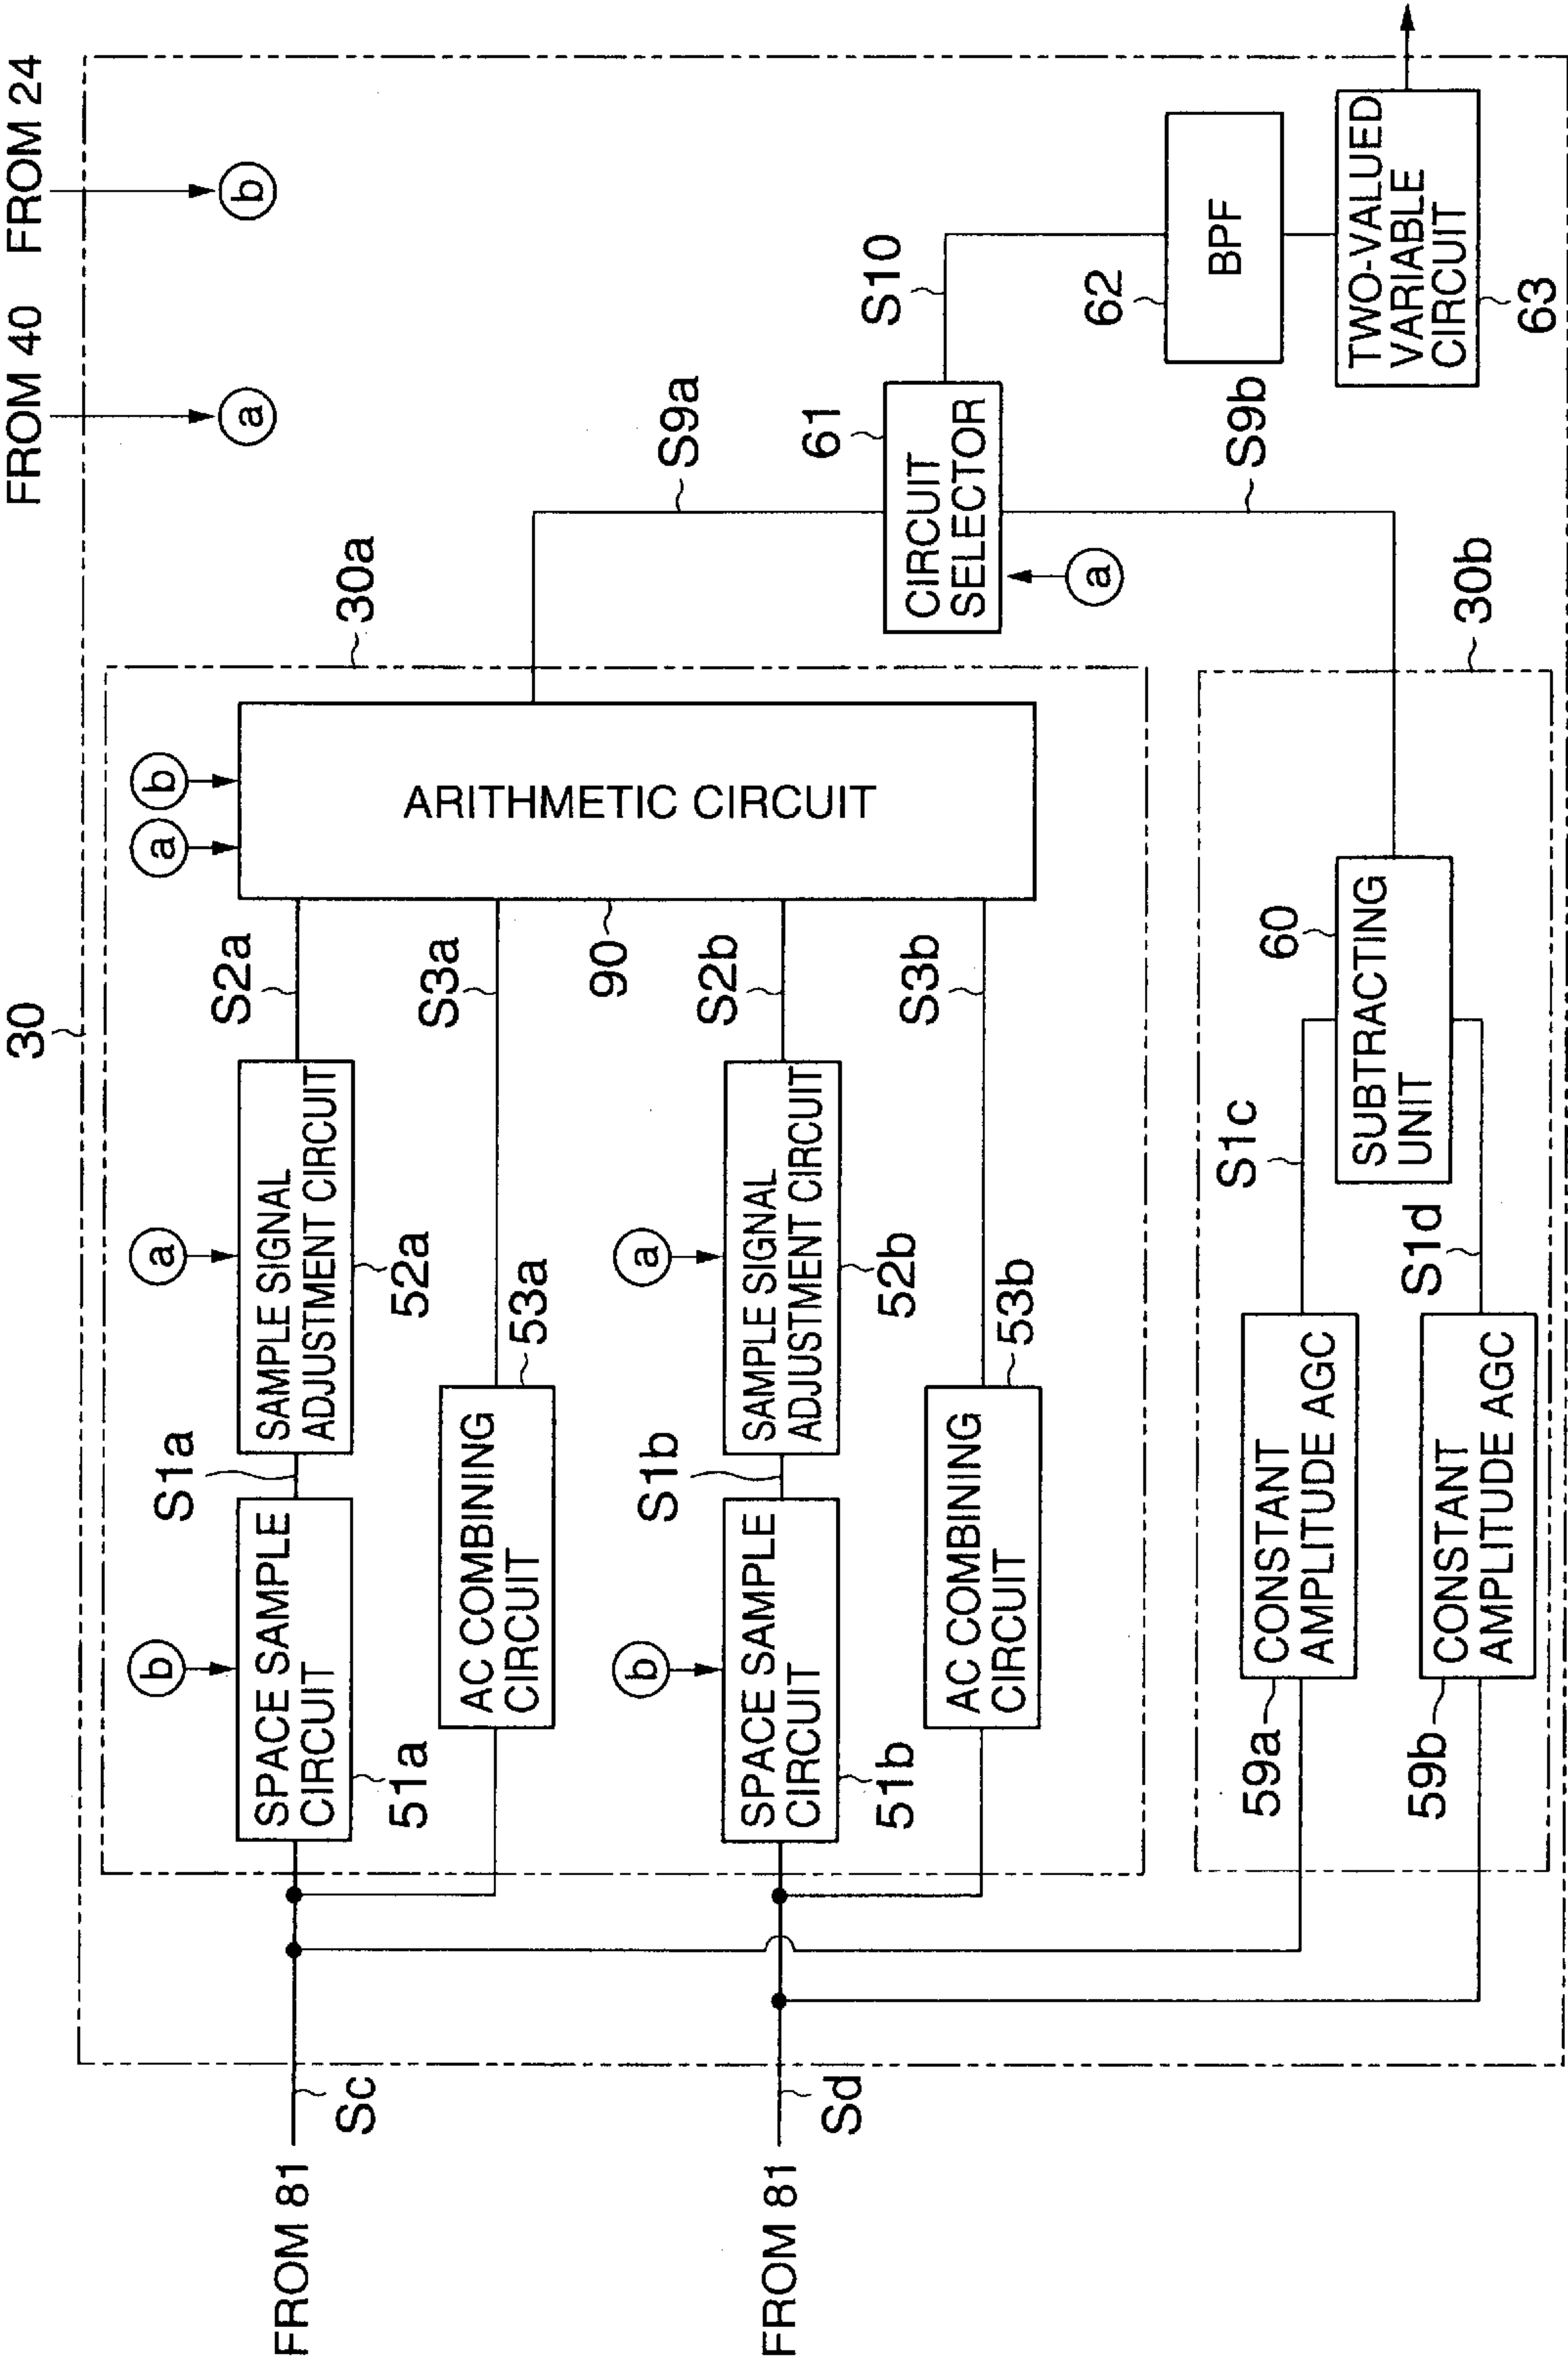 FROM 40
FROM 24
30
a
b
30a
b
a
a
b
S1a
S2a
SPACE SAMPLE
CIRCUIT
51a
SAMPLE SIGNAL
ADJUSTMENT CIRCUIT
52a
ARITHMETIC CIRCUIT
90
AC COMBINING
CIRCUIT
53a
S3a
b
a
S1b
S2b
SPACE SAMPLE
CIRCUIT
51b
SAMPLE SIGNAL
ADJUSTMENT CIRCUIT
52b
AC COMBINING
CIRCUIT
53b
S3b
FROM 81
Sc
FROM 81
Sd
S9a
CIRCUIT
SELECTOR
61
a
S10
S9b
62
BPF
TWO-VALUED
VARIABLE
CIRCUIT
63
30b
59a
CONSTANT
AMPLITUDE AGC
S1c
59b
CONSTANT
AMPLITUDE AGC
S1d
60
SUBTRACTING
UNIT